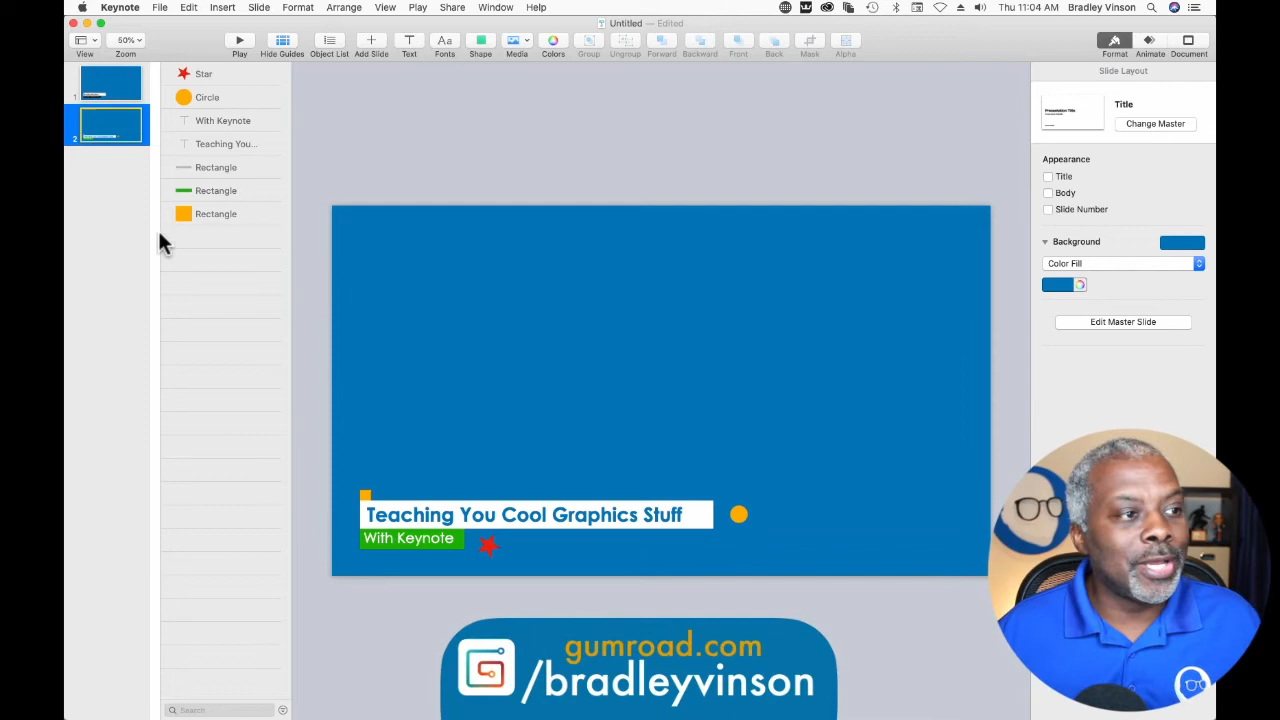 Keynote File Edit Insert Slide Format Arrange View Play Share Window Help
Thu 11:04 AM Bradley Vinson
Untitled — Edited
50%
View Zoom Play Hide Guides Object List Add Slide Text Fonts Shape Media Colors Group Ungroup Forward Backward Front Back Mask Alpha Format Animate Document
Slide Layout
1
2
Star
Circle
With Keynote
Teaching You...
Rectangle
Rectangle
Rectangle
Search
Title
Change Master
Appearance
Title
Body
Slide Number
Background
Color Fill
Edit Master Slide
Teaching You Cool Graphics Stuff
With Keynote
gumroad.com
/bradleyvinson